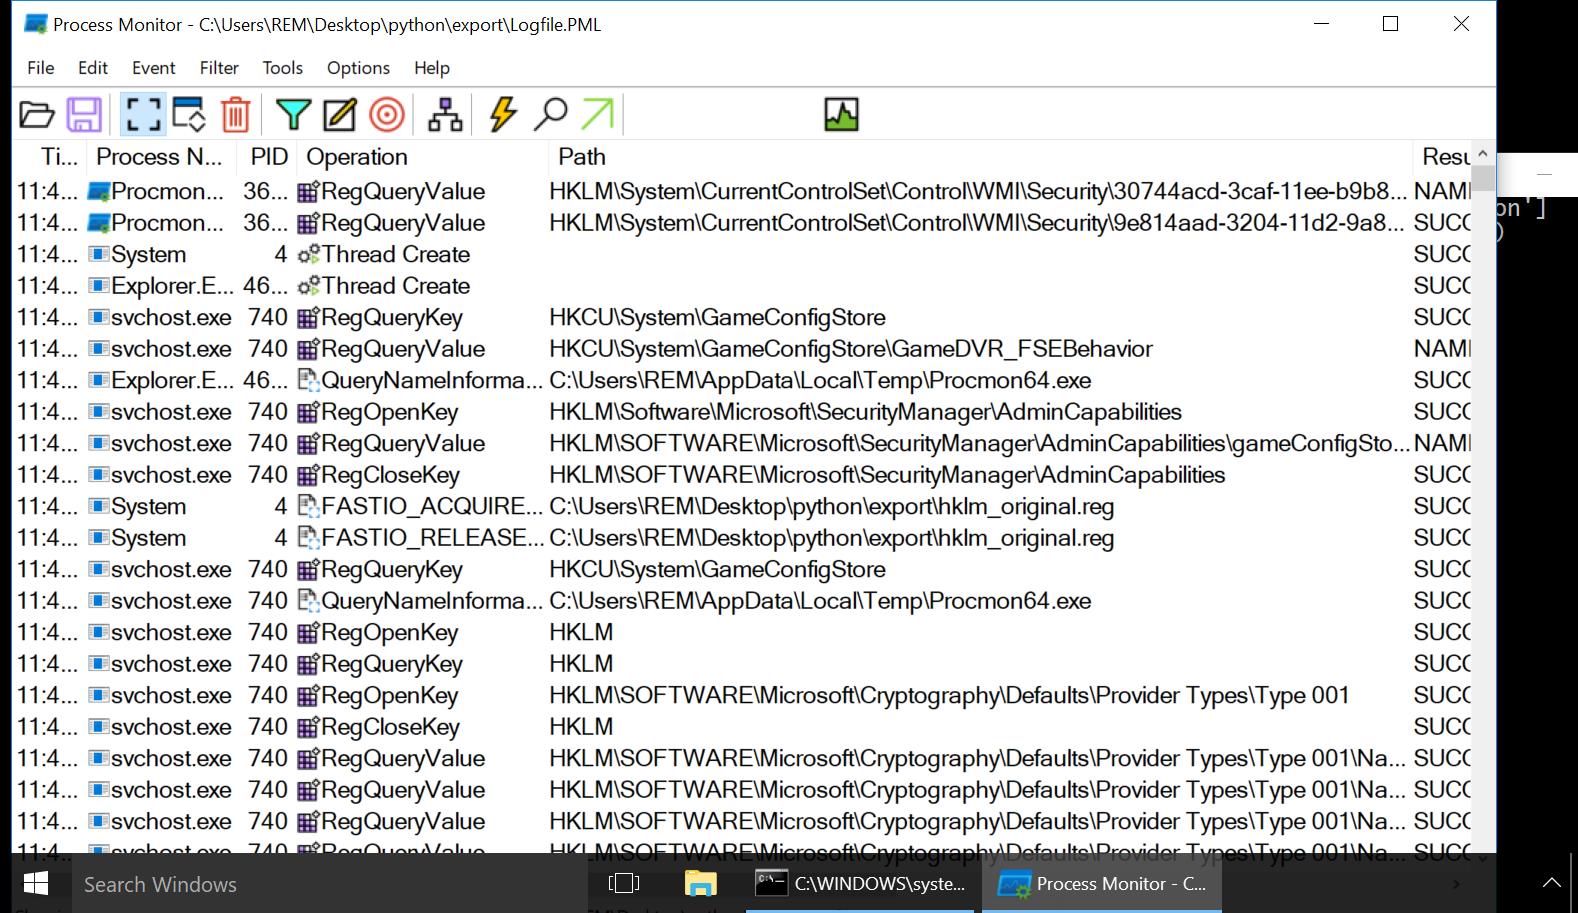 Process Monitor - C:\Users\REM\Desktop\python\export\Logfile.PML
File Edit Event Filter Tools Options Help
Ti... Process N... PID Operation Path Resu
11:4... Procmon... 36... RegQueryValue HKLM\System\CurrentControlSet\Control\WMI\Security\30744acd-3caf-11ee-b9b8... NAM
11:4... Procmon... 36... RegQueryValue HKLM\System\CurrentControlSet\Control\WMI\Security\9e814aad-3204-11d2-9a8... SUCC
on']
)
11:4... System 4 Thread Create SUCC
11:4... Explorer.E... 46... Thread Create SUCC
11:4... svchost.exe 740 RegQueryKey HKCU\System\GameConfigStore SUCC
11:4... svchost.exe 740 RegQueryValue HKCU\System\GameConfigStore\GameDVR_FSEBehavior NAM
11:4... Explorer.E... 46... QueryNameInforma... C:\Users\REM\AppData\Local\Temp\Procmon64.exe SUCC
11:4... svchost.exe 740 RegOpenKey HKLM\Software\Microsoft\SecurityManager\AdminCapabilities SUCC
11:4... svchost.exe 740 RegQueryValue HKLM\SOFTWARE\Microsoft\SecurityManager\AdminCapabilities\gameConfigSto... NAM
11:4... svchost.exe 740 RegCloseKey HKLM\SOFTWARE\Microsoft\SecurityManager\AdminCapabilities SUCC
11:4... System 4 FASTIO_ACQUIRE... C:\Users\REM\Desktop\python\export\hklm_original.reg SUCC
11:4... System 4 FASTIO_RELEASE... C:\Users\REM\Desktop\python\export\hklm_original.reg SUCC
11:4... svchost.exe 740 RegQueryKey HKCU\System\GameConfigStore SUCC
11:4... svchost.exe 740 QueryNameInforma... C:\Users\REM\AppData\Local\Temp\Procmon64.exe SUCC
11:4... svchost.exe 740 RegOpenKey HKLM SUCC
11:4... svchost.exe 740 RegQueryKey HKLM SUCC
11:4... svchost.exe 740 RegOpenKey HKLM\SOFTWARE\Microsoft\Cryptography\Defaults\Provider Types\Type 001 SUCC
11:4... svchost.exe 740 RegCloseKey HKLM SUCC
11:4... svchost.exe 740 RegQueryValue HKLM\SOFTWARE\Microsoft\Cryptography\Defaults\Provider Types\Type 001\Na... SUCC
11:4... svchost.exe 740 RegQueryValue HKLM\SOFTWARE\Microsoft\Cryptography\Defaults\Provider Types\Type 001\Na... SUCC
11:4... svchost.exe 740 RegQueryValue HKLM\SOFTWARE\Microsoft\Cryptography\Defaults\Provider Types\Type 001\Na... SUCC
11:4... svchost.exe 740 RegQueryValue HKLM\SOFTWARE\Microsoft\Cryptography\Defaults\Provider Types\Type 001\Na... SUCC
Search Windows C:\WINDOWS\syste... Process Monitor - C...